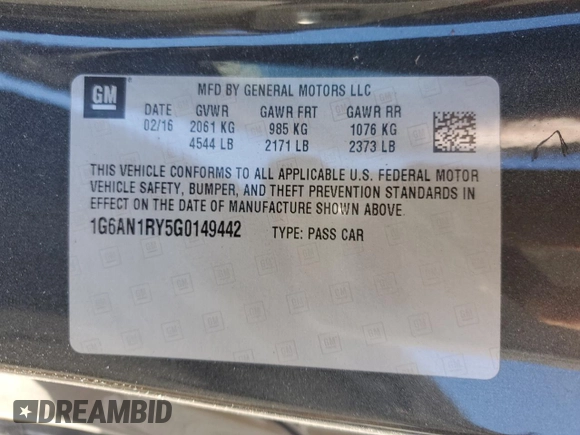 GM
MFD BY GENERAL MOTORS LLC
DATE GVWR GAWR FRT GAWR RR
02/16 2061 KG 985 KG 1076 KG
4544 LB 2171 LB 2373 LB
THIS VEHICLE CONFORMS TO ALL APPLICABLE U.S. FEDERAL MOTOR
VEHICLE SAFETY, BUMPER, AND THEFT PREVENTION STANDARDS IN
EFFECT ON THE DATE OF MANUFACTURE SHOWN ABOVE.
1G6AN1RY5G0149442 TYPE: PASS CAR
DREAMBID